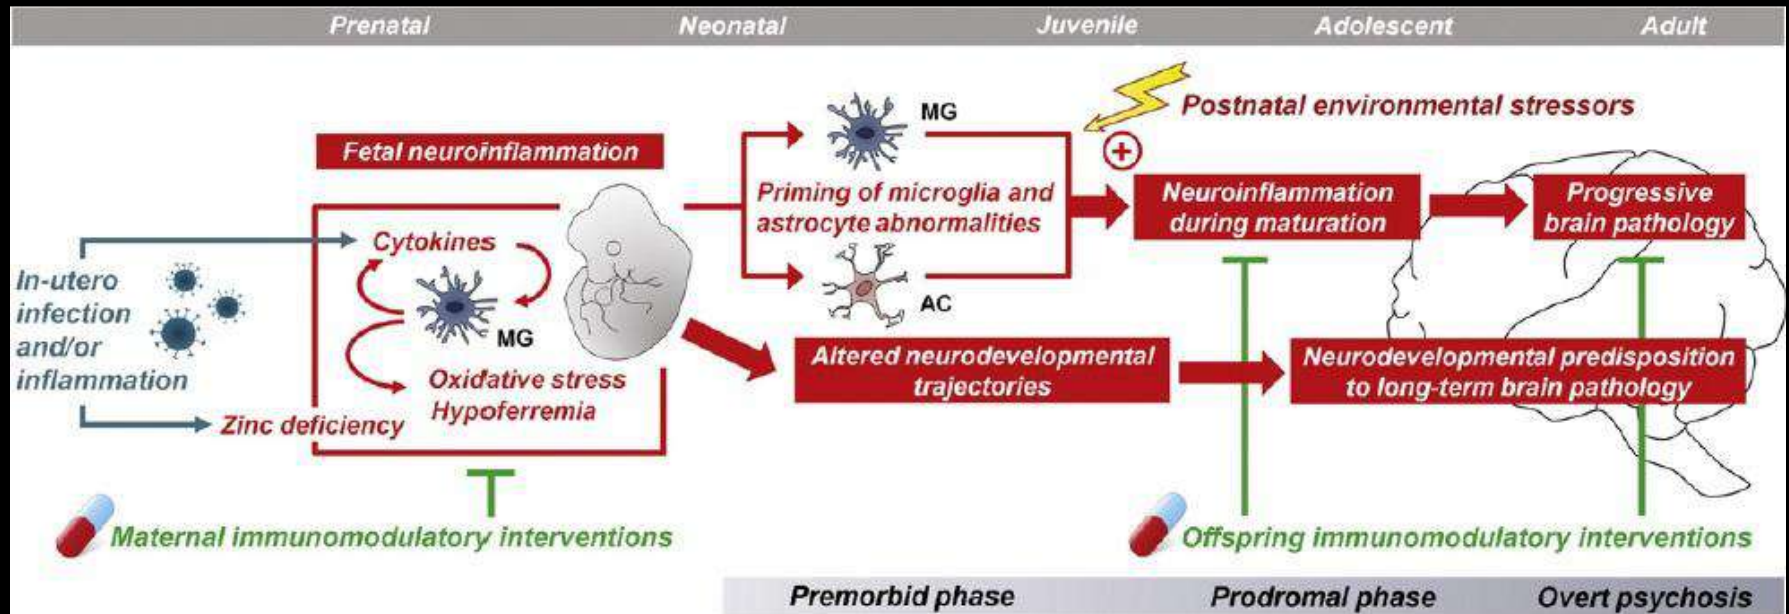 Prenatal Neonatal Juvenile Adolescent Adult
Postnatal environmental stressors
Fetal neuroinflammation
MG
Priming of microglia and
astrocyte abnormalities
AC
Neuroinflammation
during maturation
Progressive
brain pathology
In-utero
infection
and/or
inflammation
Cytokines
MG
Oxidative stress
Hypoferremia
Zinc deficiency
Altered neurodevelopmental
trajectories
Neurodevelopmental predisposition
to long-term brain pathology
Maternal immunomodulatory interventions
Offspring immunomodulatory interventions
Premorbid phase Prodromal phase Overt psychosis